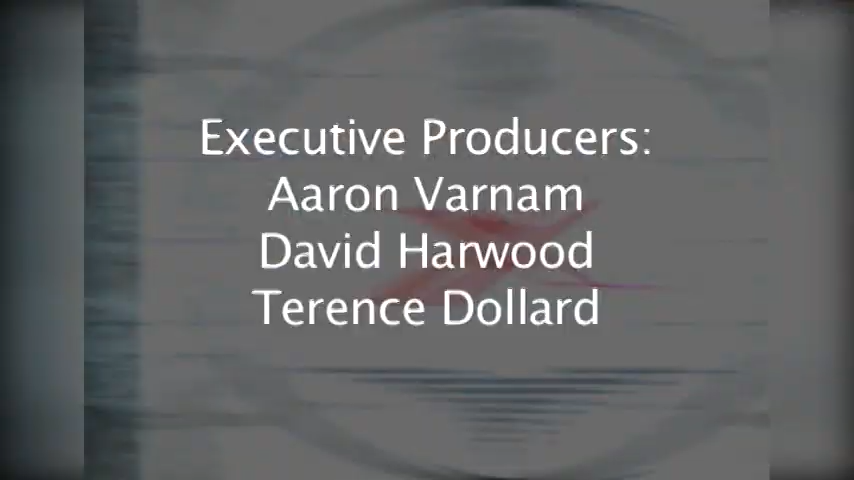 Executive Producers:
Aaron Varnam
David Harwood
Terence Dollard